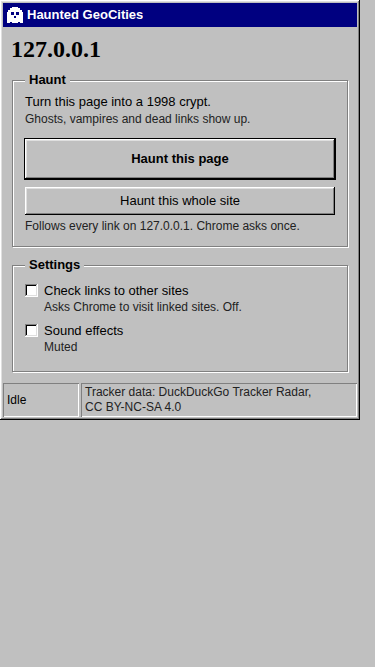 Haunted GeoCities
127.0.0.1
Haunt
Turn this page into a 1998 crypt.
Ghosts, vampires and dead links show up.
Haunt this page
Haunt this whole site
Follows every link on 127.0.0.1. Chrome asks once.
Settings
Check links to other sites
Asks Chrome to visit linked sites. Off.
Sound effects
Muted
Idle
Tracker data: DuckDuckGo Tracker Radar,
CC BY-NC-SA 4.0